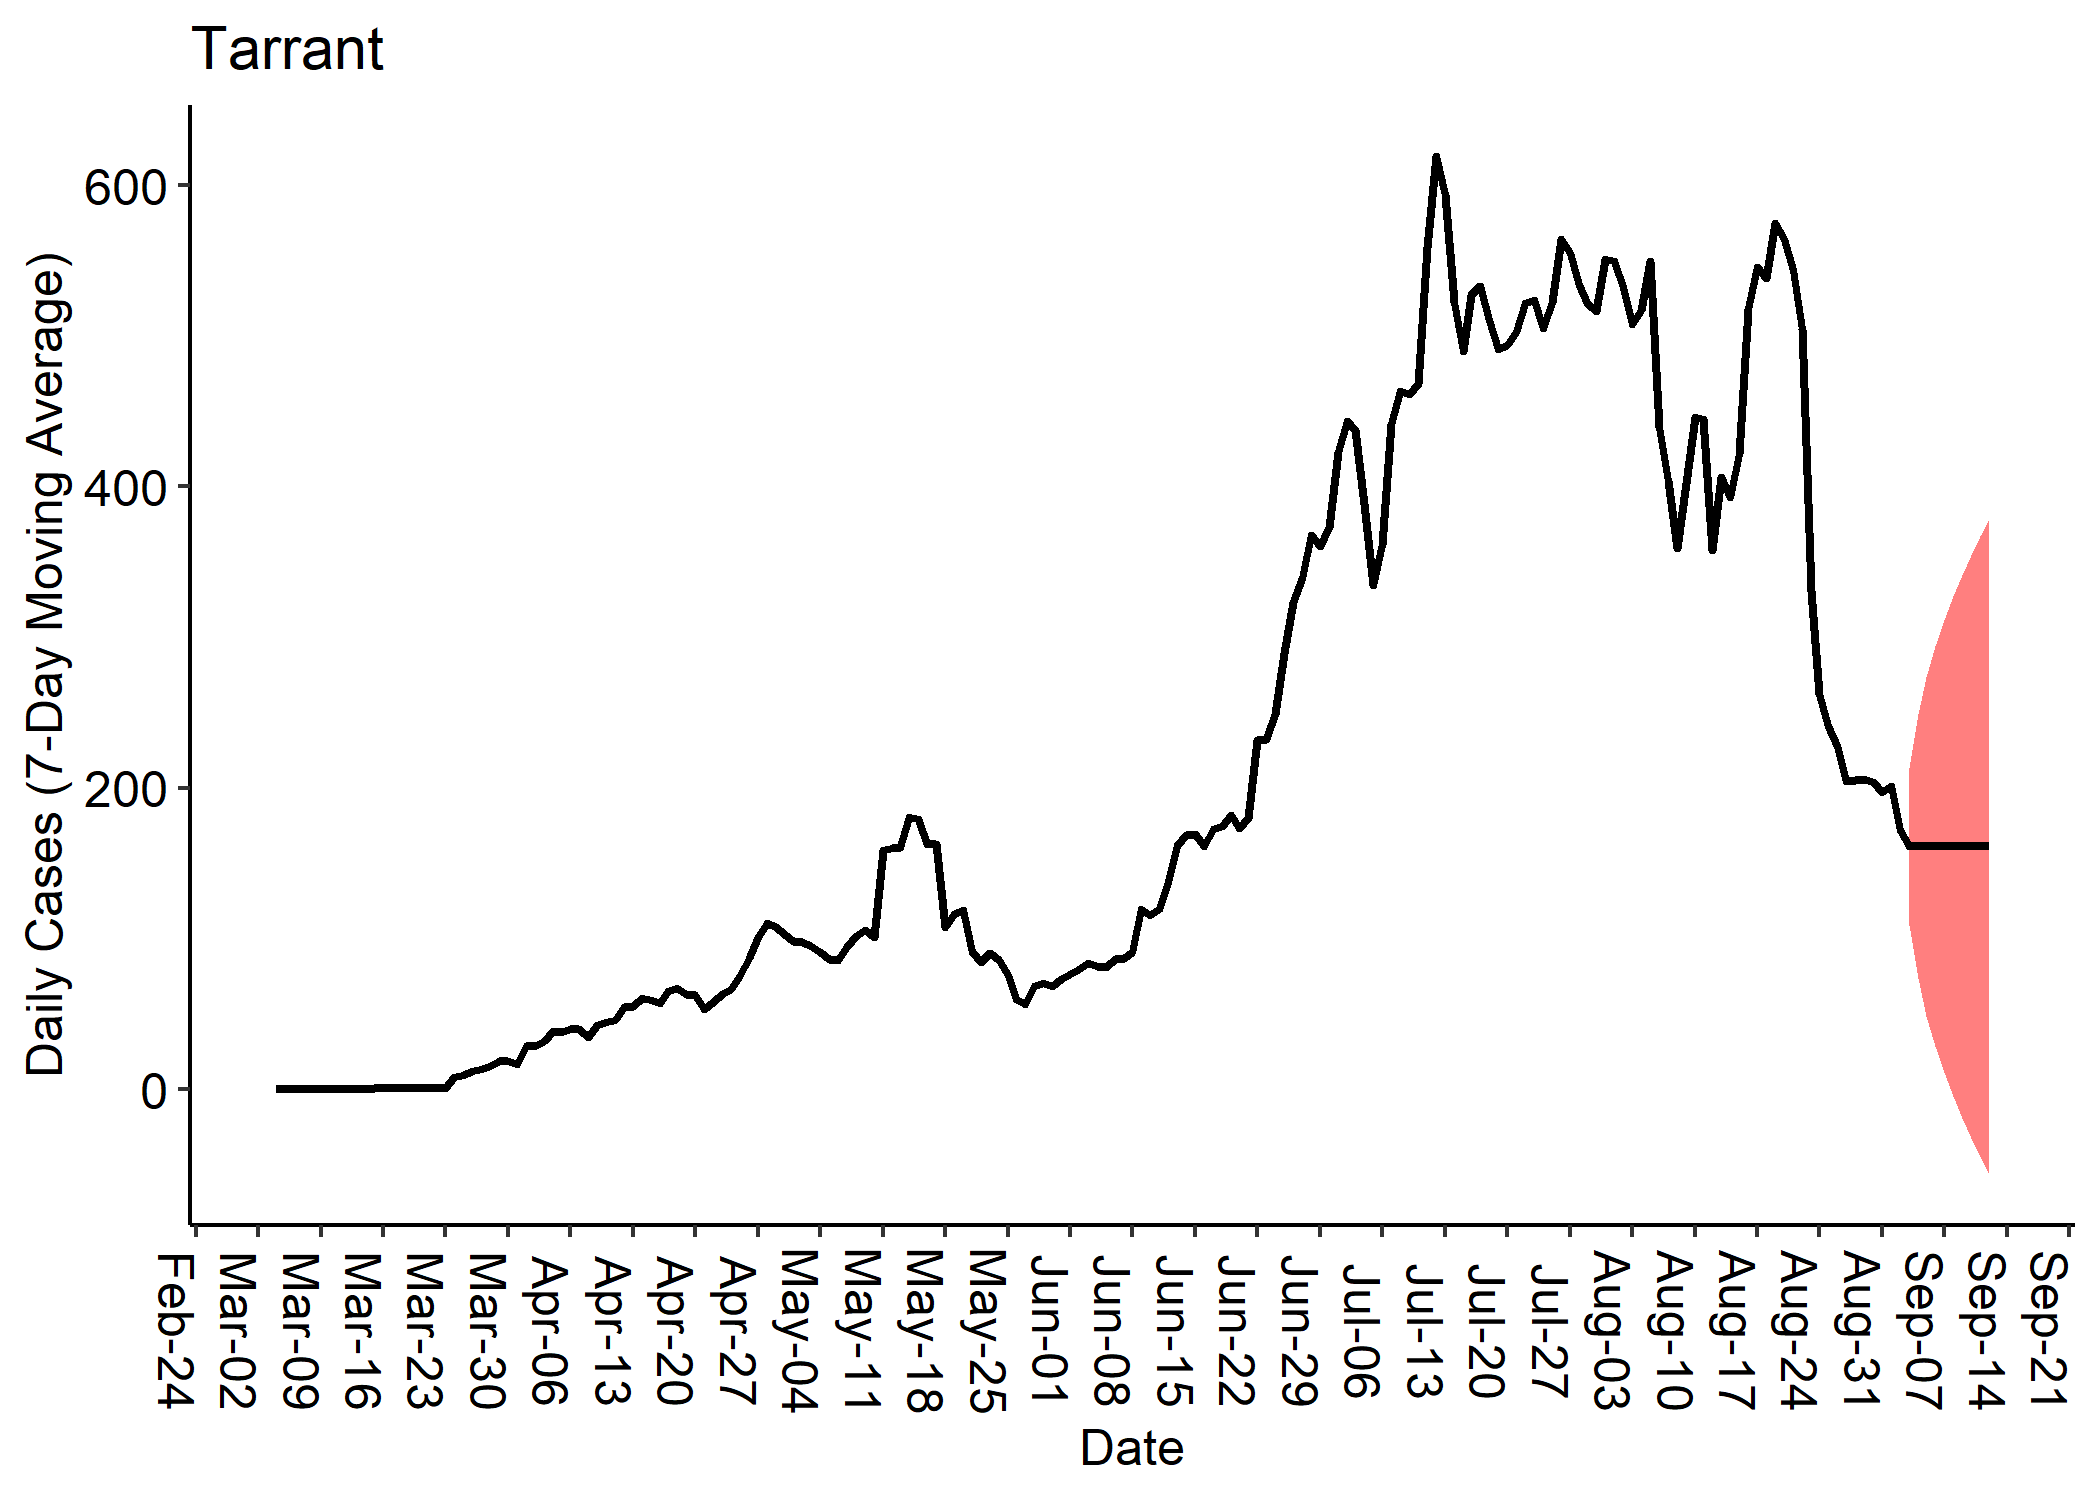 Tarrant
Daily Cases (7-Day Moving Average)
600
400
200
0
Feb-24
Mar-02
Mar-09
Mar-16
Mar-23
Mar-30
Apr-06
Apr-13
Apr-20
Apr-27
May-04
May-11
May-18
May-25
Jun-01
Jun-08
Jun-15
Jun-22
Jun-29
Jul-06
Jul-13
Jul-20
Jul-27
Aug-03
Aug-10
Aug-17
Aug-24
Aug-31
Sep-07
Sep-14
Sep-21
Date